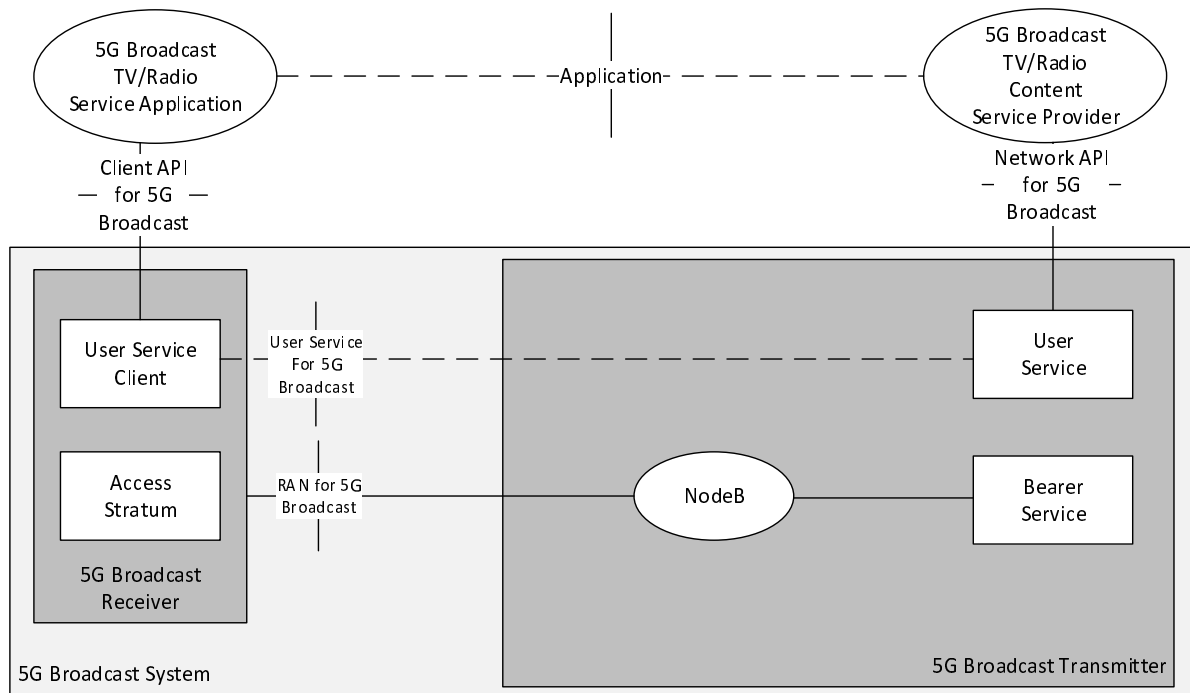 5G Broadcast
TV/Radio
Service Application
Application
5G Broadcast
TV/Radio
Content
Service Provider
Client API
for 5G
Broadcast
Network API
for 5G
Broadcast
User Service
Client
User Service
For 5G
Broadcast
User
Service
Access
Stratum
RAN for 5G
Broadcast
NodeB
Bearer
Service
5G Broadcast
Receiver
5G Broadcast System
5G Broadcast Transmitter